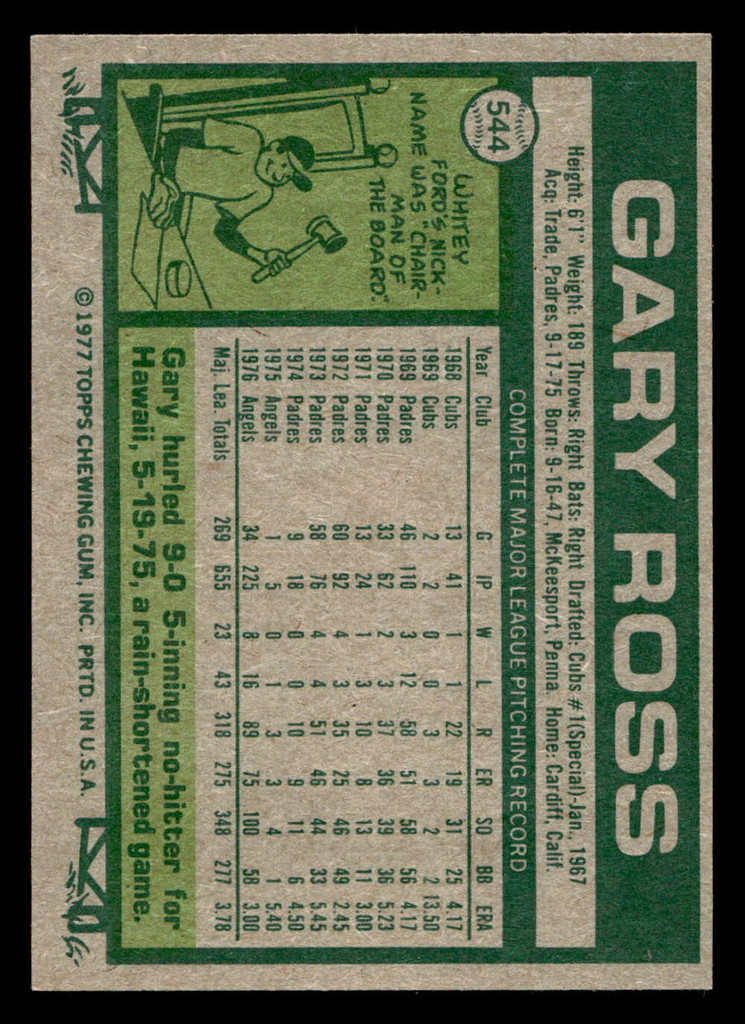 544
GARY ROSS
Height: 6'1" Weight: 189 Throws: Right Bats: Right Drafted: Cubs #1(Special)-Jan., 1967
Acq: Trade, Padres, 9-17-75 Born: 9-16-47, McKeesport, Penna. Home: Cardiff, Calif.
COMPLETE MAJOR LEAGUE PITCHING RECORD
Year Club G IP W L R ER SO BB ERA
1968 Cubs 13 41 1 1 22 19 31 25 4.17
1969 Cubs 2 2 0 0 3 3 2 2 13.50
1969 Padres 46 110 3 12 58 51 58 56 4.17
1970 Padres 33 62 2 3 37 36 39 36 5.23
1971 Padres 13 24 1 3 10 8 13 11 3.00
1972 Padres 60 92 4 3 35 25 46 49 2.45
1973 Padres 58 76 4 4 51 46 44 33 5.45
1974 Padres 9 18 0 0 10 9 11 6 4.50
1975 Angels 1 5 0 1 3 3 4 1 5.40
1976 Angels 34 225 8 16 89 75 100 58 3.00
Maj. Lea. Totals 269 655 23 43 318 275 348 277 3.78
WHITEY
FORD'S NICK-
NAME WAS "CHAIR-
MAN OF
THE BOARD."
Gary hurled 9-0 5-inning no-hitter for
Hawaii, 5-19-75, a rain-shortened game.
© 1977 TOPPS CHEWING GUM, INC. PRTD. IN U.S.A.